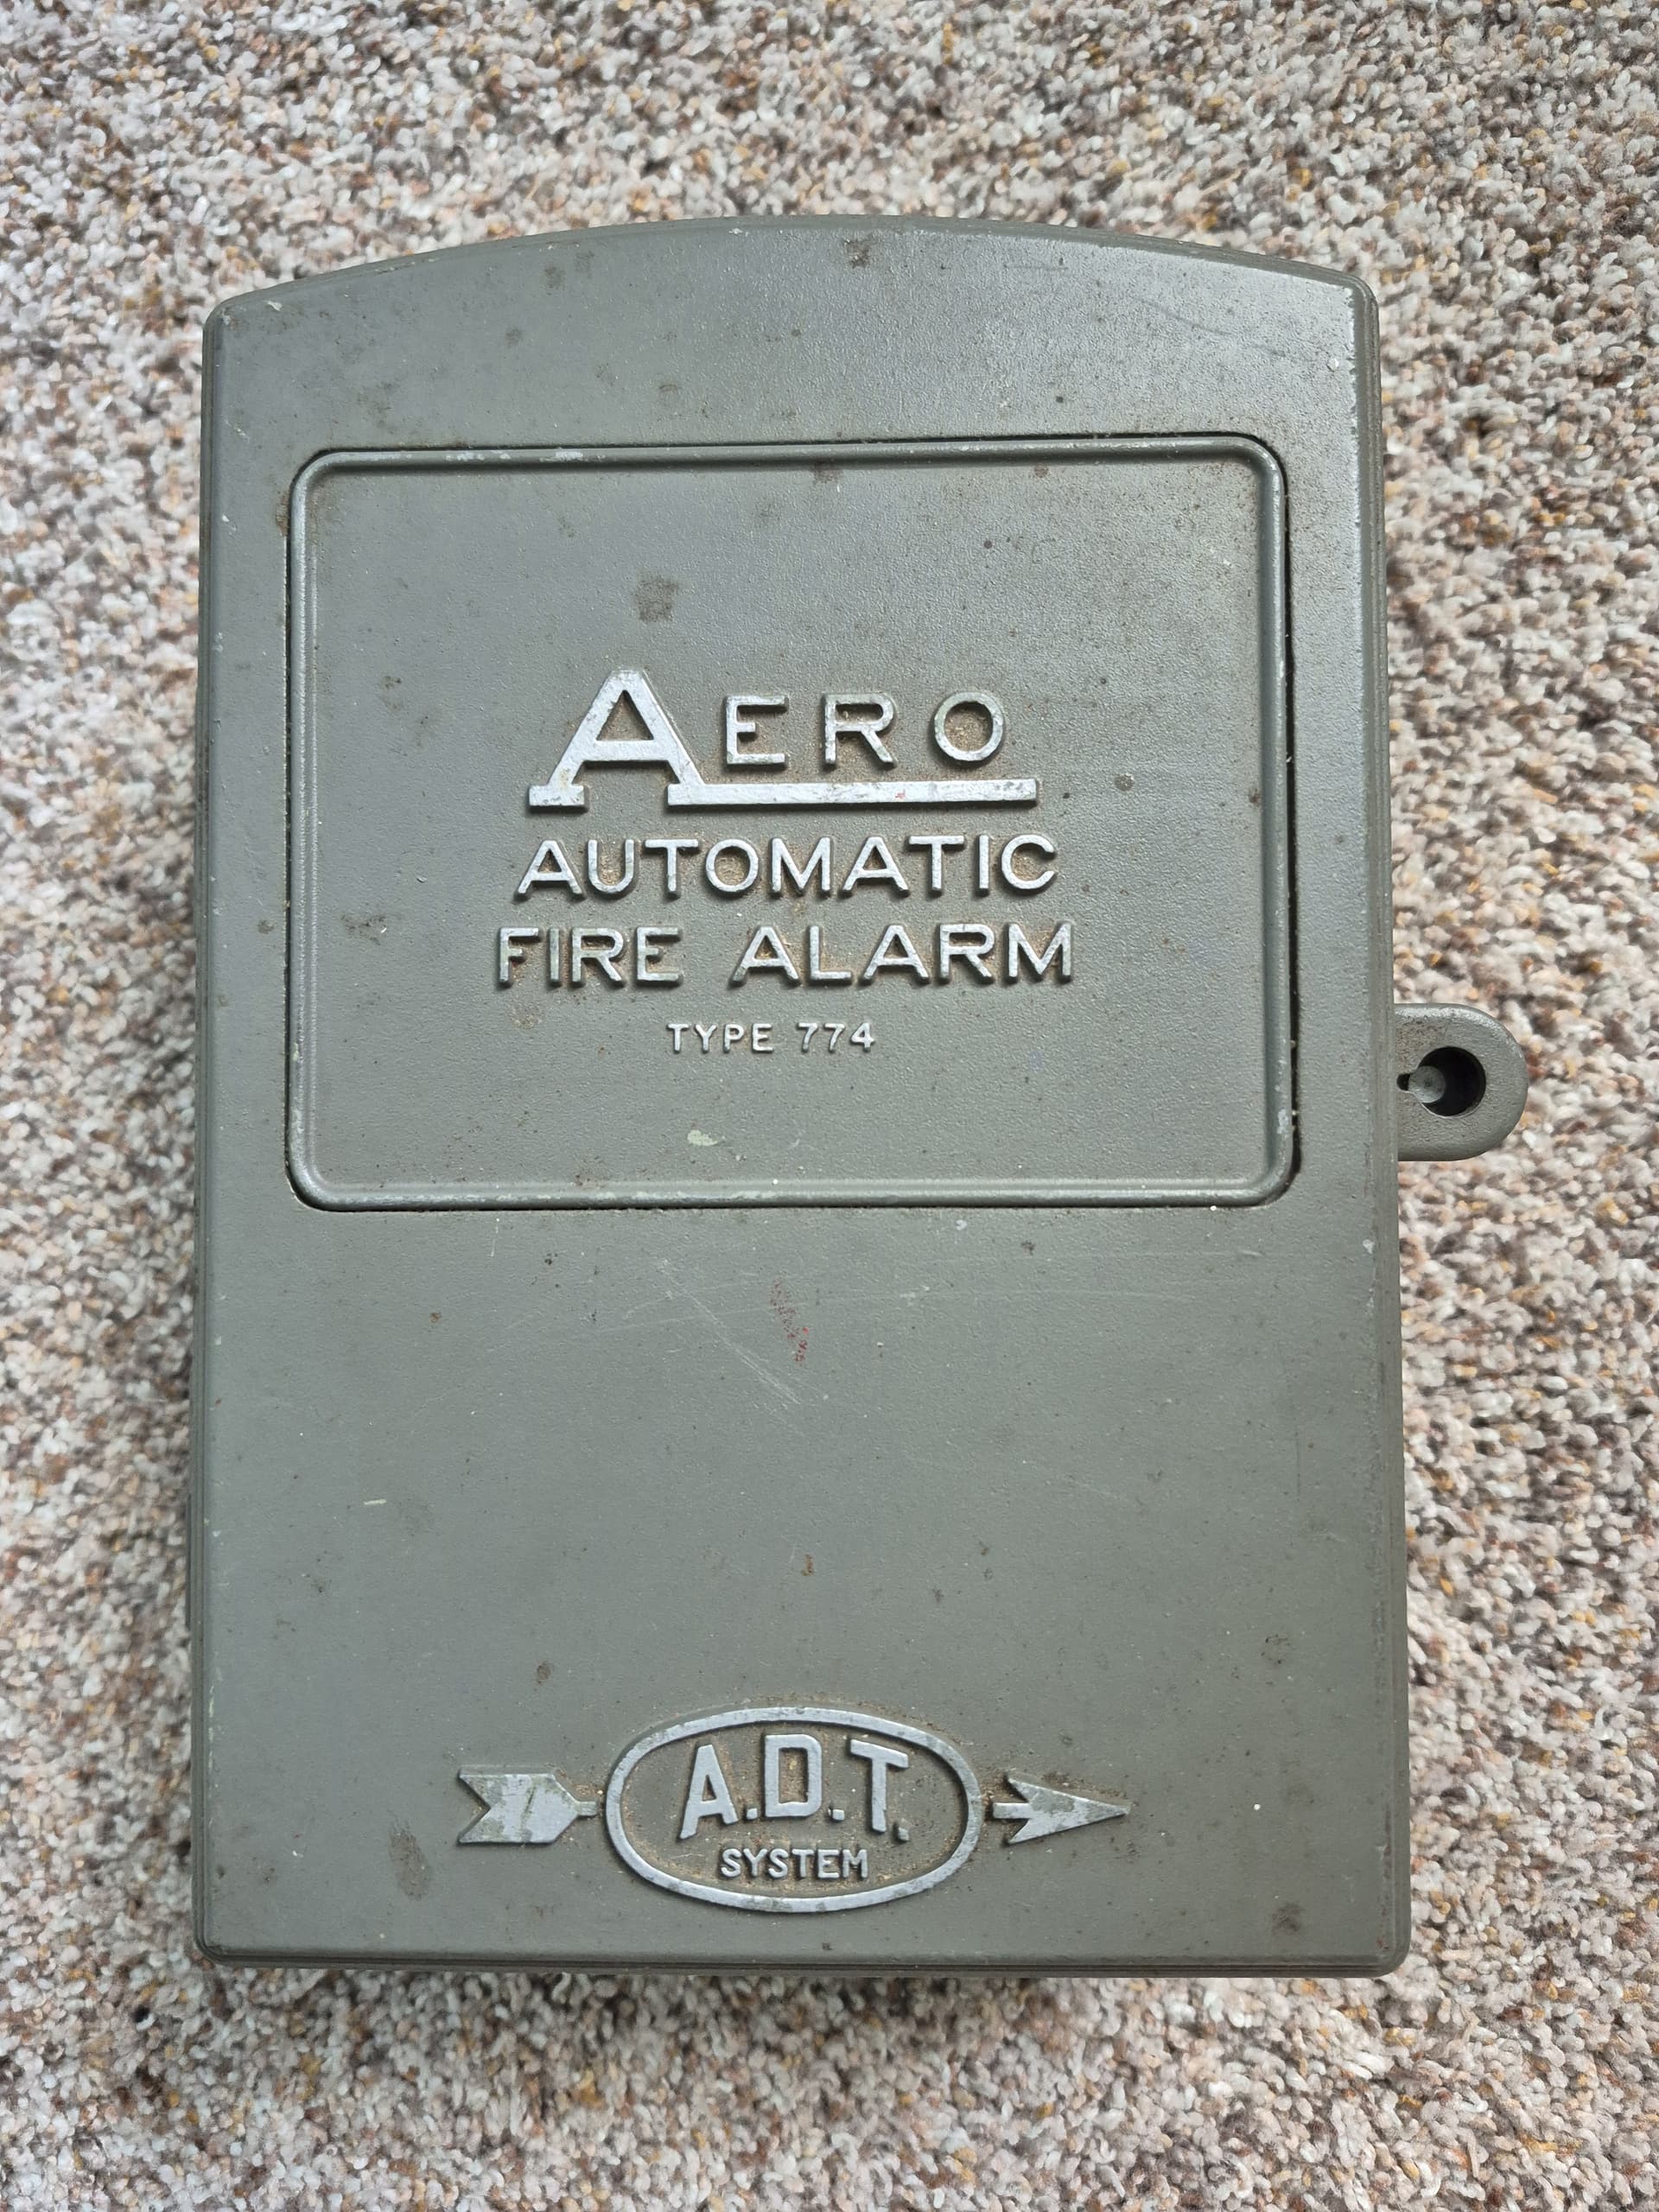 AERO
AUTOMATIC
FIRE ALARM
TYPE 774
A.D.T.
SYSTEM